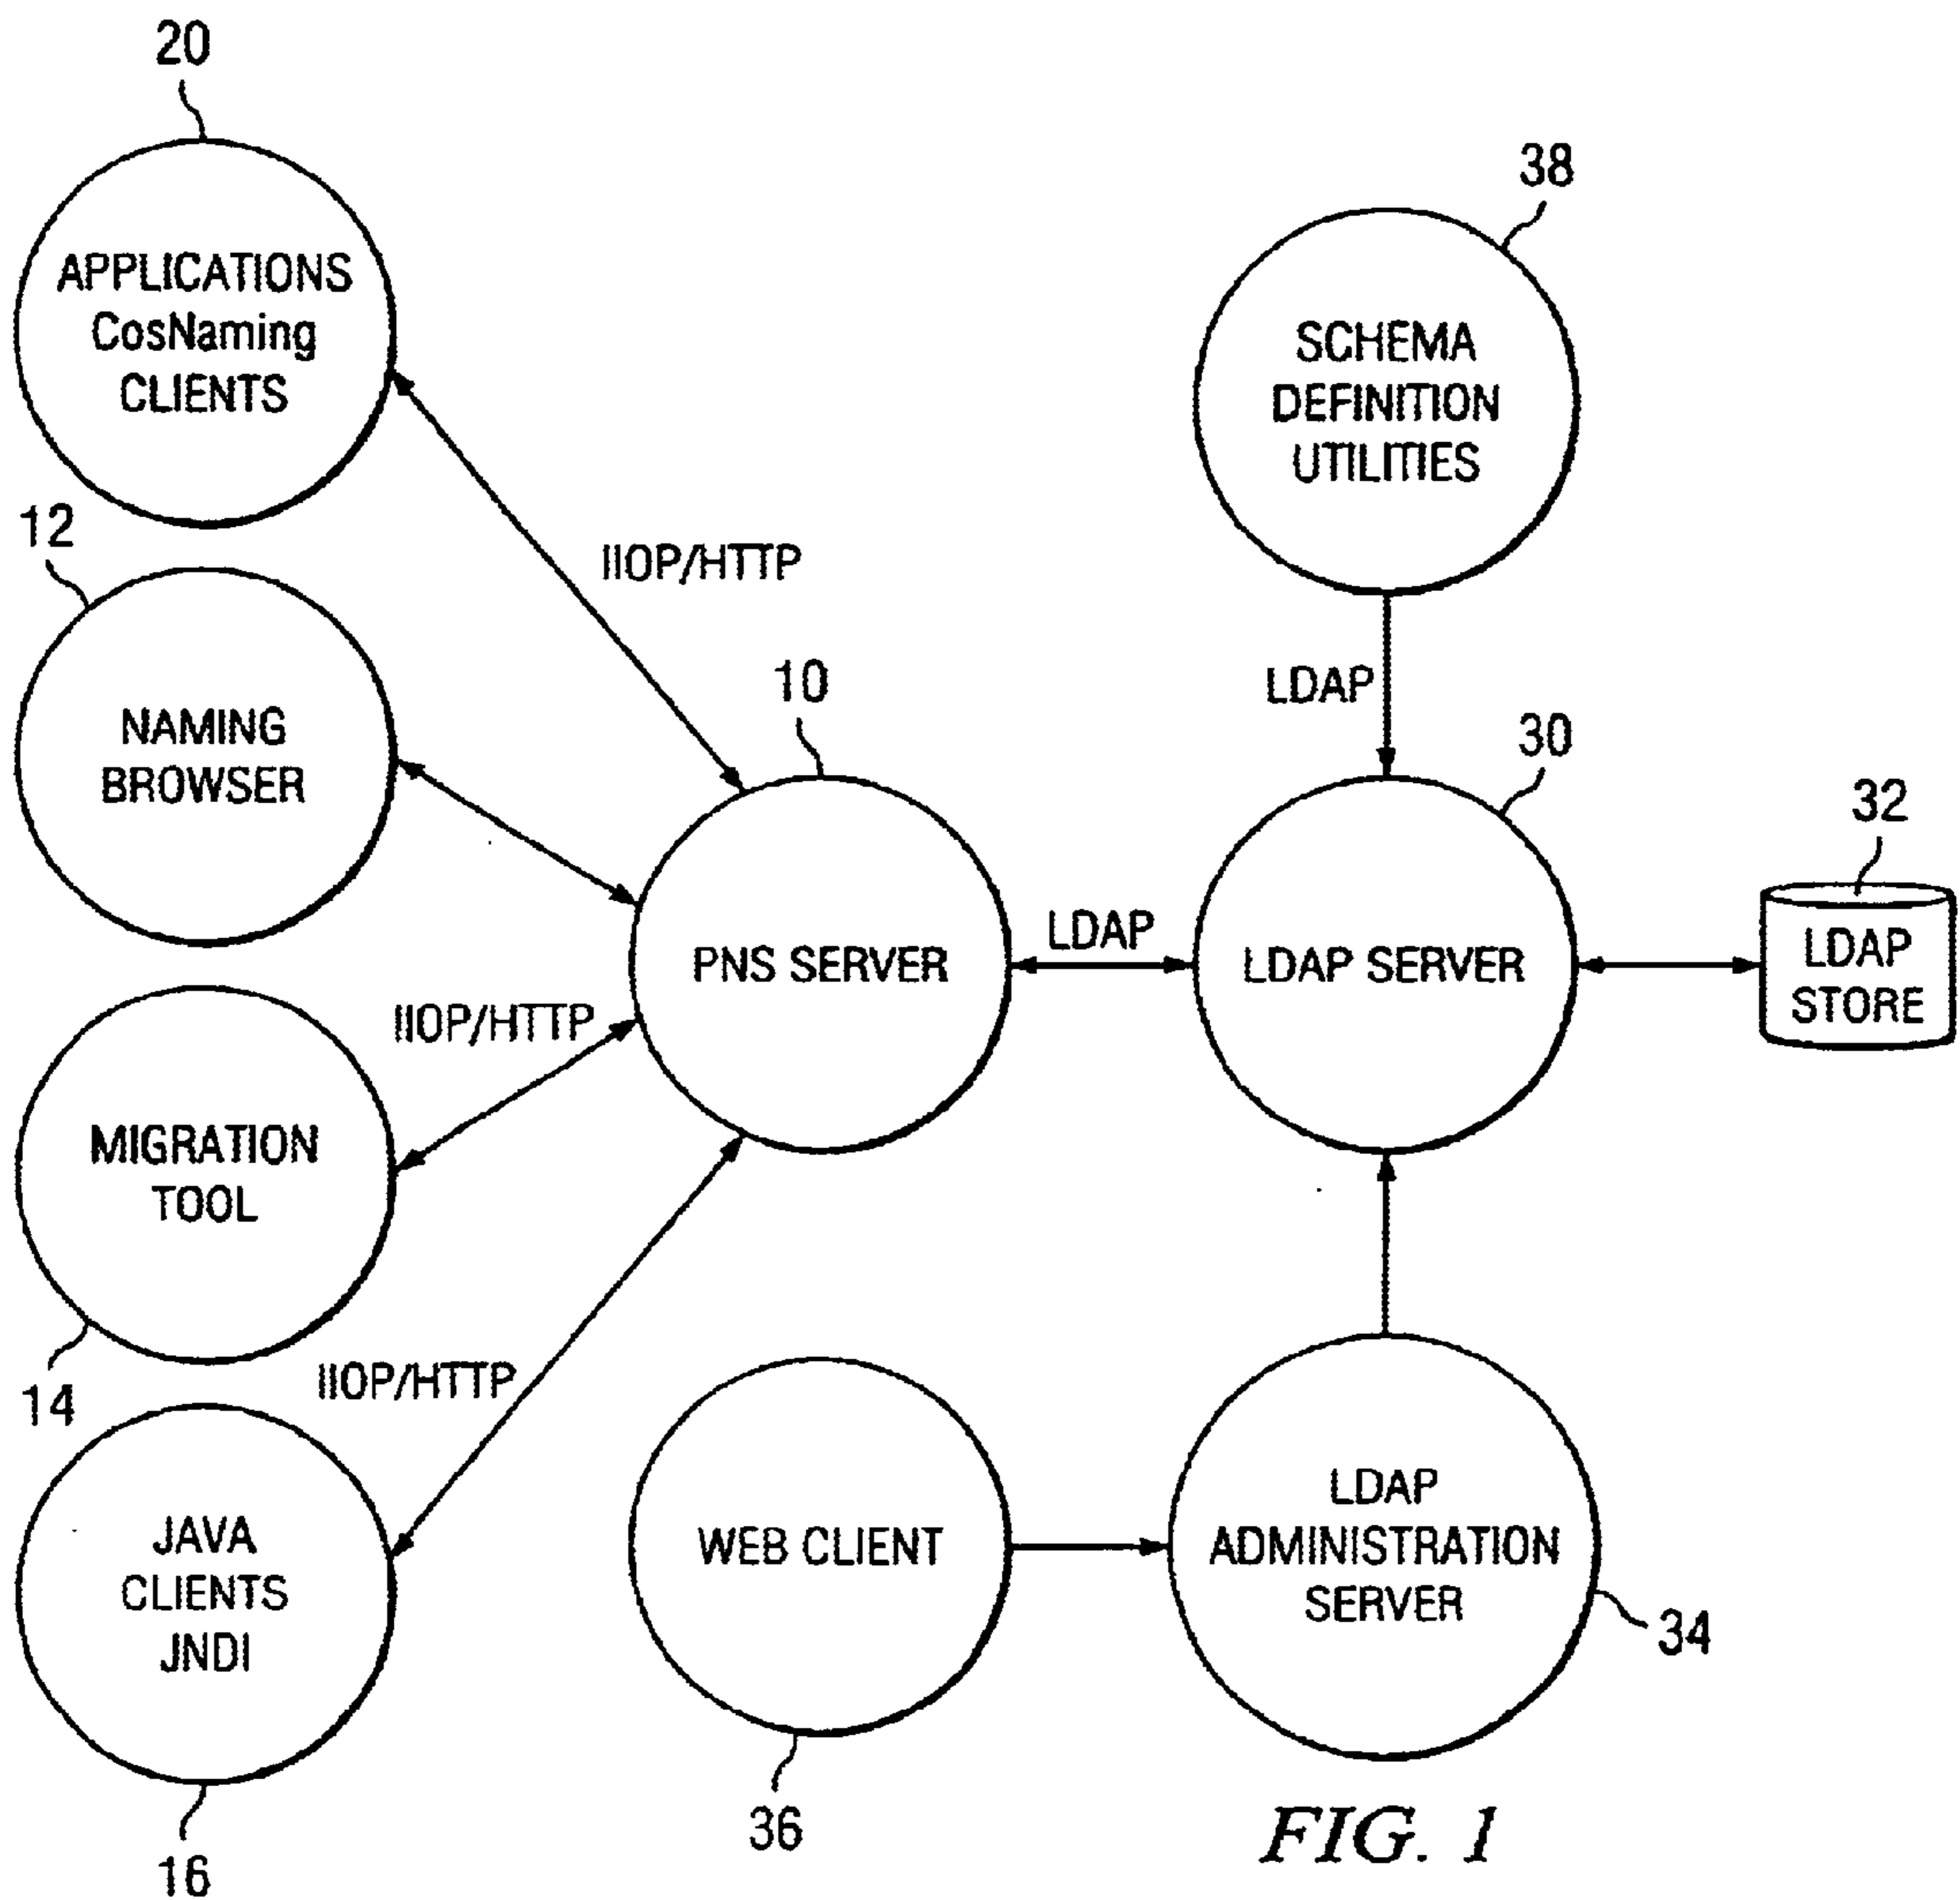 20
APPLICATIONS
CosNaming
CLIENTS
38
SCHEMA
DEFINITION
UTILITIES
12
IIOP/HTTP
NAMING
BROWSER
10
LDAP
30
32
PNS SERVER
LDAP
LDAP SERVER
LDAP
STORE
IIOP/HTTP
MIGRATION
TOOL
14
IIOP/HTTP
JAVA
CLIENTS
JNDI
16
WEB CLIENT
36
LDAP
ADMINISTRATION
SERVER
34
FIG. 1